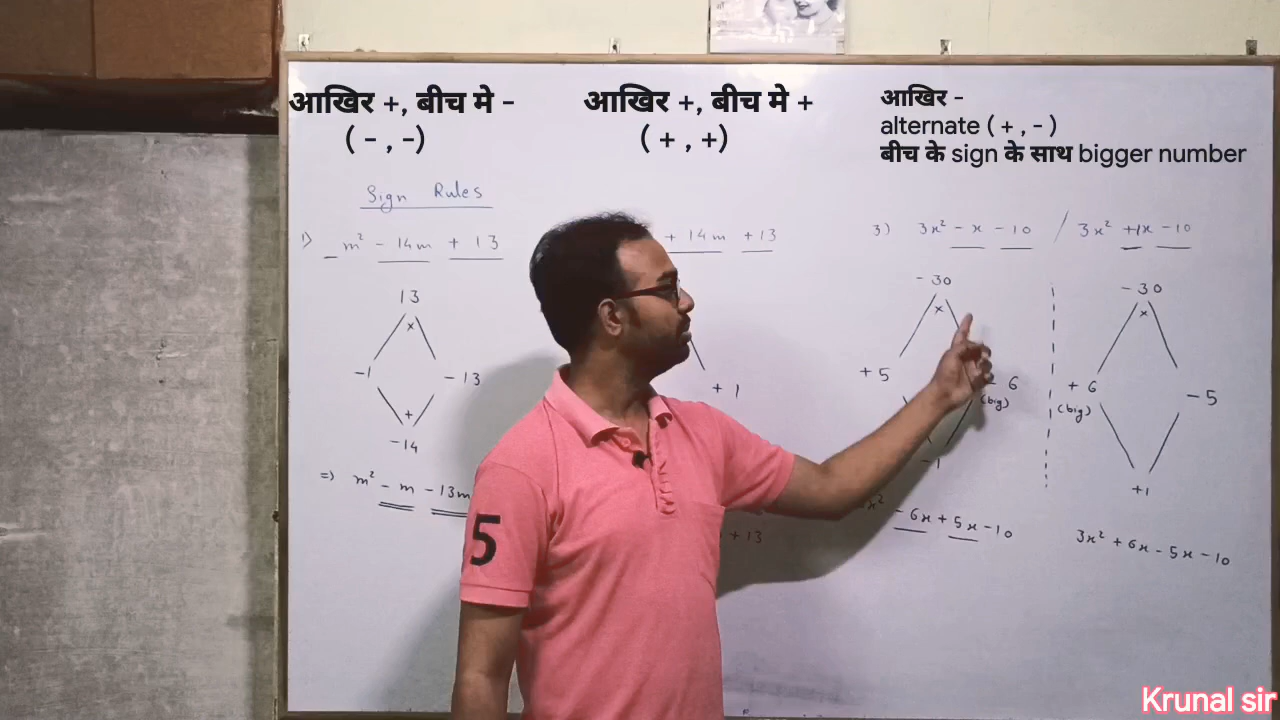 आखिर +, बीच मे -
( - , -)
आखिर +, बीच मे +
( + , +)
आखिर -
alternate ( + , - )
बीच के sign के साथ bigger number
Sign Rules
1) m² - 14m + 13
13
×
-1 - 13
+
-14
=> m² - m - 13m
+ 14m + 13
+ 1
+ 13
3) 3x² - x - 10 / 3x² +1x - 10
- 30
×
+ 5 - 6
(big)
- 1
x² - 6x + 5x - 10
- 30
×
+ 6 - 5
(big)
+1
3x² + 6x - 5x - 10
5
Krunal sir